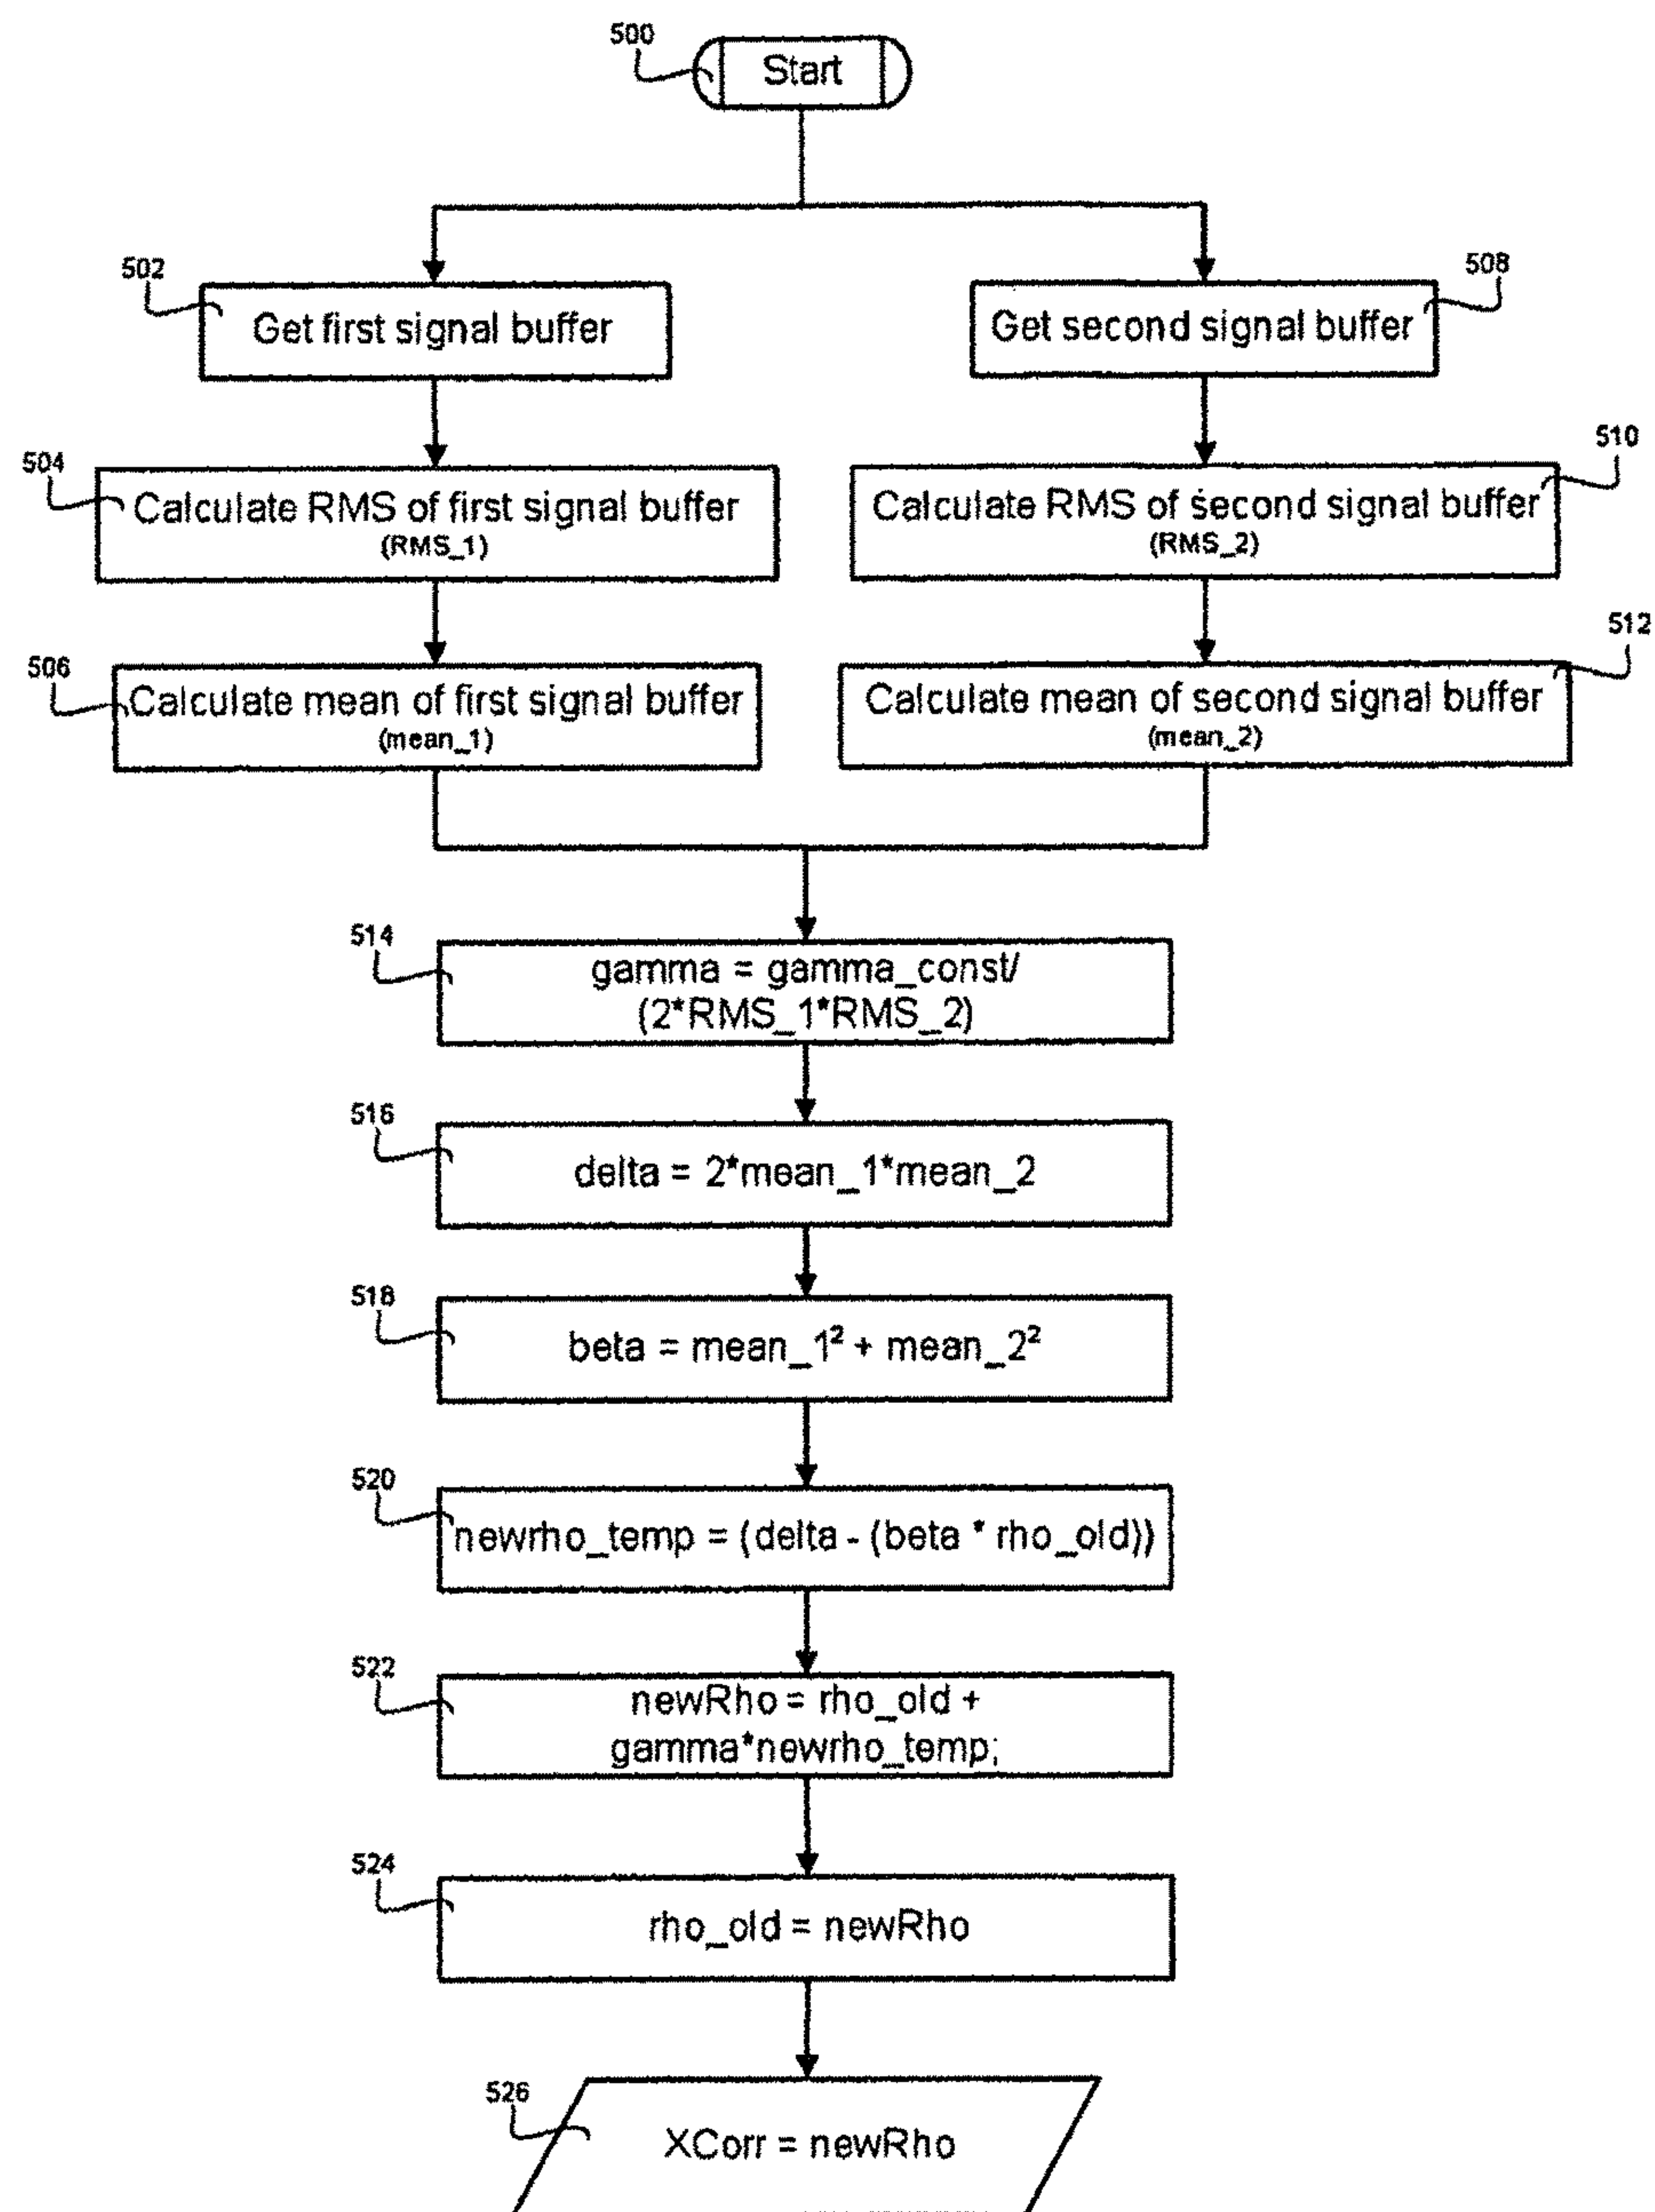 500
Start
502
Get first signal buffer
508
Get second signal buffer
504
Calculate RMS of first signal buffer
(RMS_1)
510
Calculate RMS of second signal buffer
(RMS_2)
506
Calculate mean of first signal buffer
(mean_1)
512
Calculate mean of second signal buffer
(mean_2)
514
gamma = gamma_const/
(2*RMS_1*RMS_2)
516
delta = 2*mean_1*mean_2
518
beta = mean_1² + mean_2²
520
newrho_temp = (delta - (beta * rho_old))
522
newRho = rho_old +
gamma*newrho_temp;
524
rho_old = newRho
526
XCorr = newRho